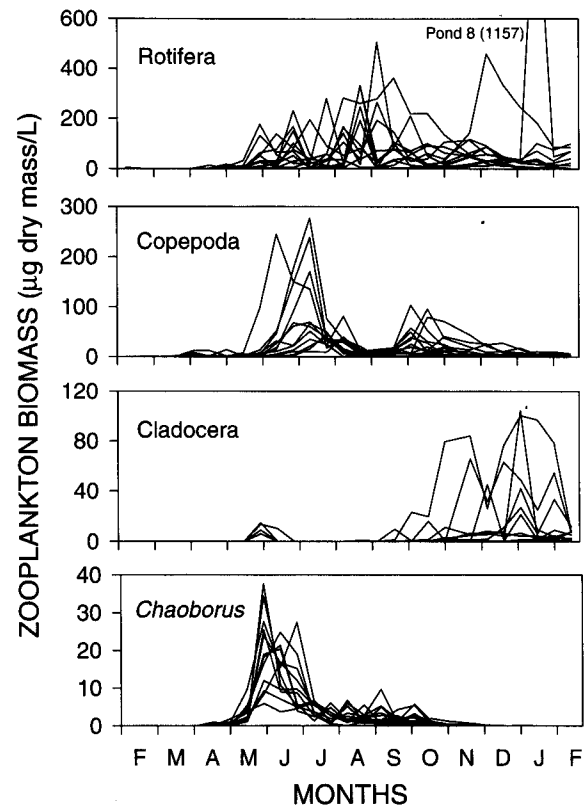 ZOOPLANKTON BIOMASS (µg dry mass/L)
600
400
200
0
Rotifera
Pond 8 (1157)
300
200
100
0
Copepoda
120
80
40
0
Cladocera
40
30
20
10
0
Chaoborus
F M A M J J A S O N D J F
MONTHS